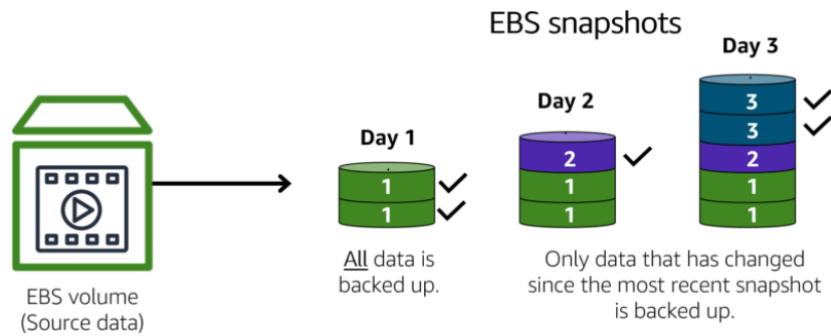 EBS snapshots
Day 1
Day 2
Day 3
1
1
2
1
1
3
3
2
1
1
EBS volume
(Source data)
All data is
backed up.
Only data that has changed
since the most recent snapshot
is backed up.